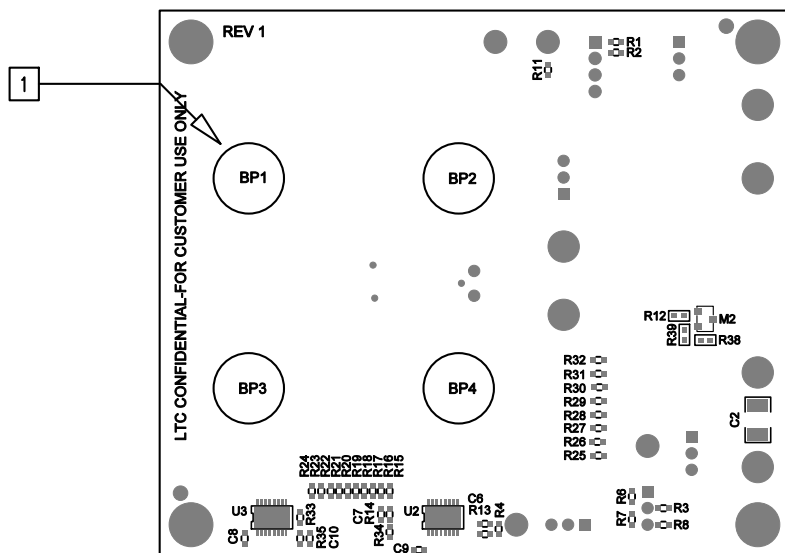 1
REV 1
LTC CONFIDENTIAL-FOR CUSTOMER USE ONLY
R1
R2
R11
BP1
BP2
R12
M2
R39
R38
R32
R31
R30
R29
R28
R27
R26
R25
BP3
BP4
C2
R24
R23
R22
R21
R20
R19
R18
R17
R16
R15
U3
R33
C8
R35
C10
C7
R14
R34
U2
C6
R13
R4
C9
R6
R7
R3
R8